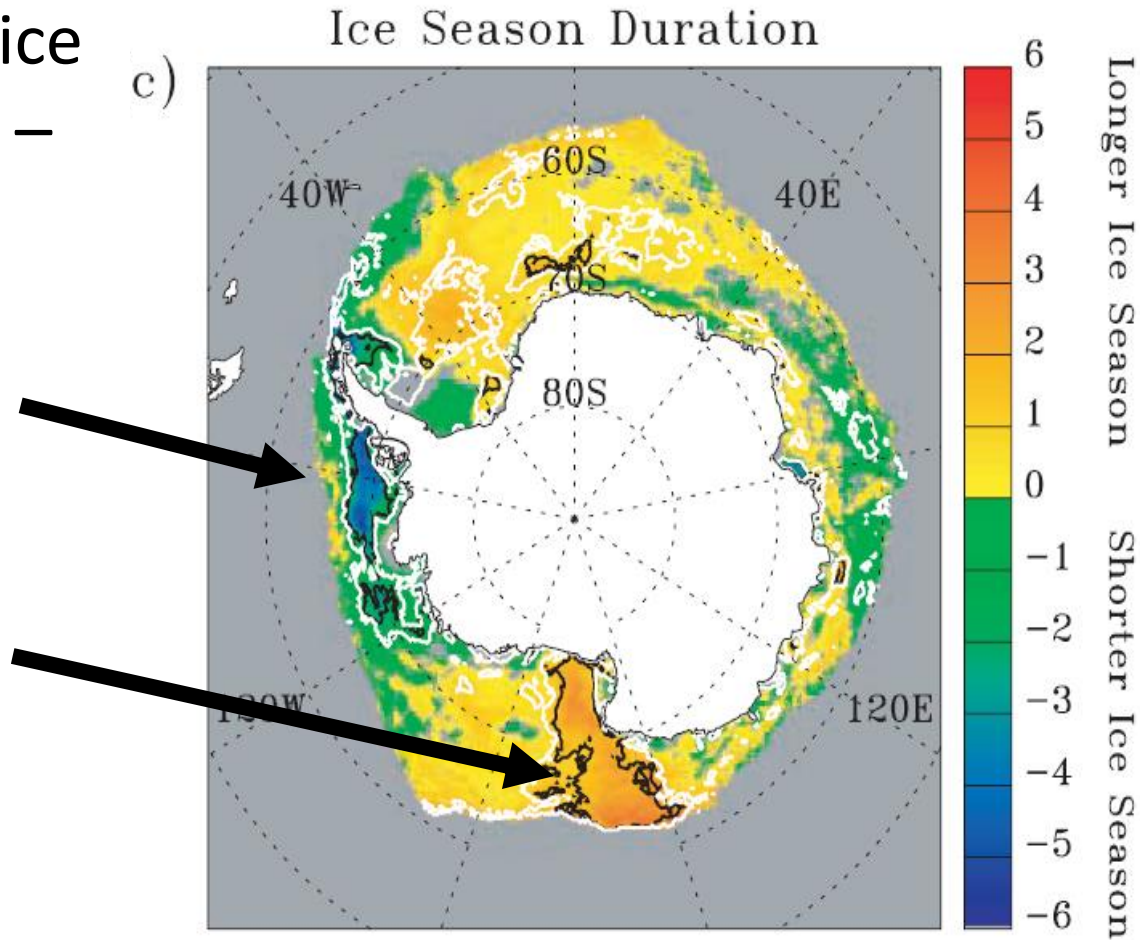 ice
–
Ice Season Duration
c)
60S
40W
40E
70S
80S
120W
120E
6
5
4
3
2
1
0
−1
−2
−3
−4
−5
−6
Longer Ice Season
Shorter Ice Season